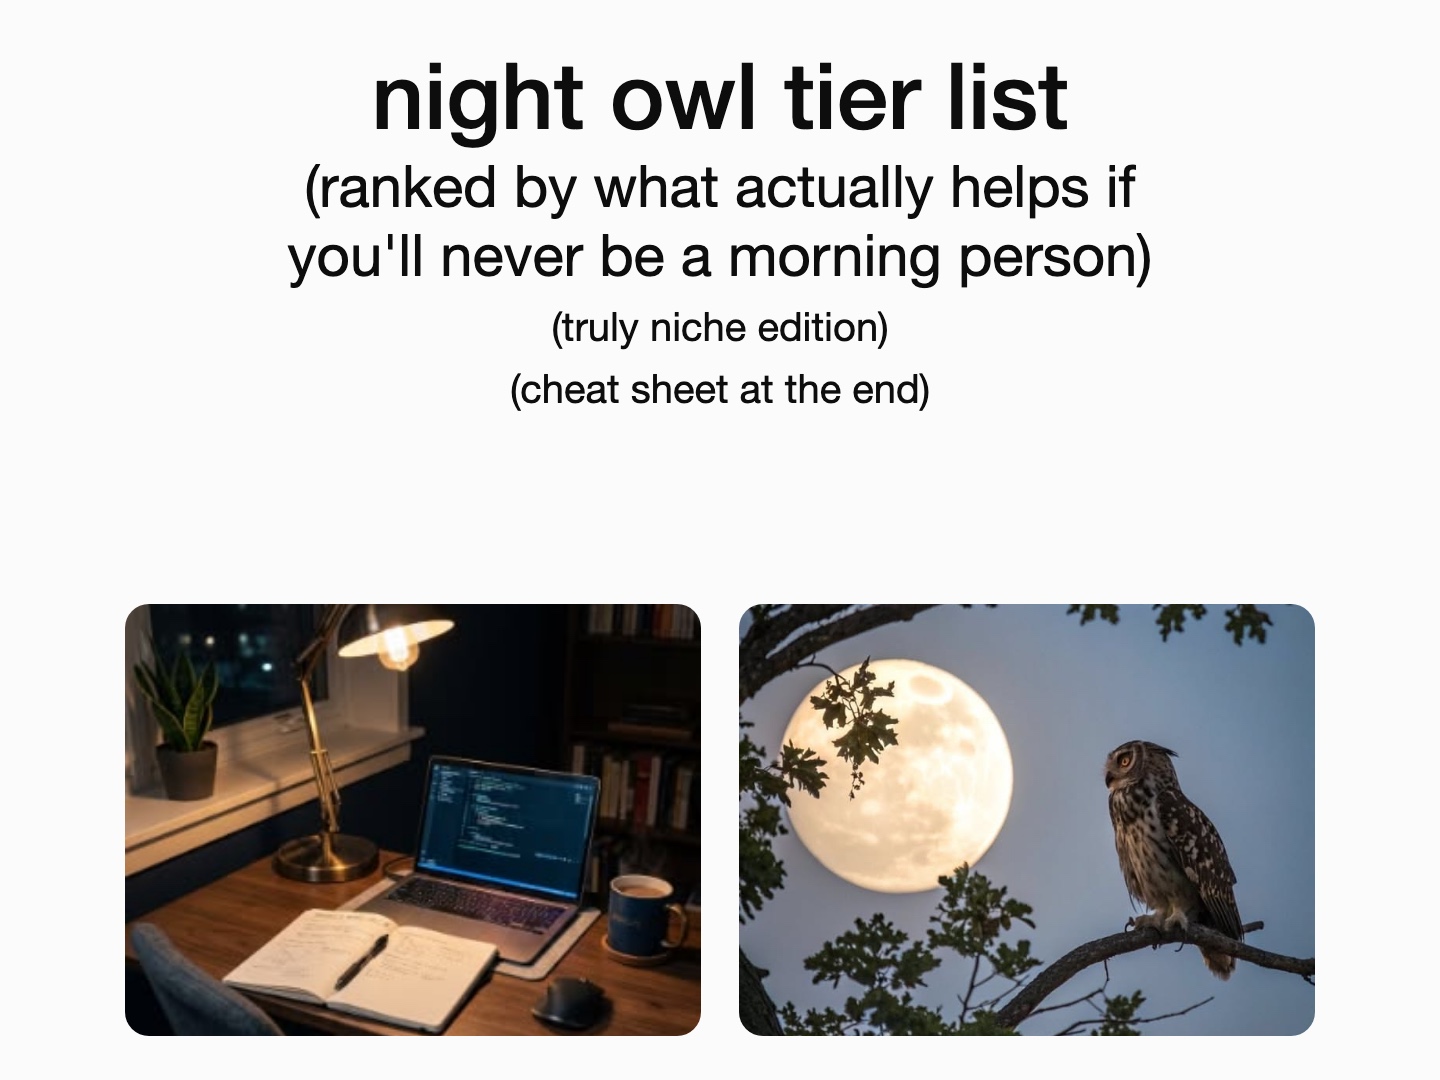 night owl tier list
(ranked by what actually helps if
you'll never be a morning person)
(truly niche edition)
(cheat sheet at the end)